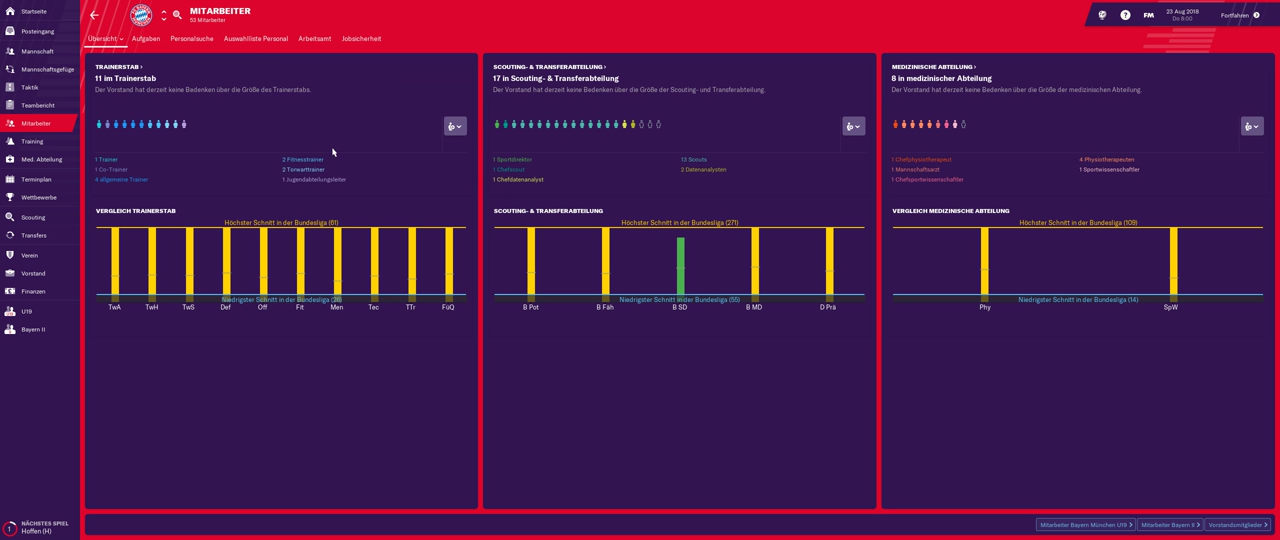 Startseite
Posteingang
Mannschaft
Mannschaftsgefüge
Taktik
Teambericht
Mitarbeiter
Training
Med. Abteilung
Terminplan
Wettbewerbe
Scouting
Transfers
Verein
Vorstand
Finanzen
U19
Bayern II
1 NÄCHSTES SPIEL
Hoffen (H)
MITARBEITER
53 Mitarbeiter
? FM 23 Aug 2018
Do 8:00
Fortfahren
Übersicht Aufgaben Personalsuche Auswahlliste Personal Arbeitsamt Jobsicherheit
TRAINERSTAB ›
11 im Trainerstab
Der Vorstand hat derzeit keine Bedenken über die Größe des Trainerstabs.
1 Trainer 2 Fitnesstrainer
1 Co-Trainer 2 Torwarttrainer
4 allgemeine Trainer 1 Jugendabteilungsleiter
VERGLEICH TRAINERSTAB
Höchster Schnitt in der Bundesliga (61)
Niedrigster Schnitt in der Bundesliga (26)
TwA TwH TwS Def Off Fit Men Tec TTr FüQ
SCOUTING- & TRANSFERABTEILUNG ›
17 in Scouting- & Transferabteilung
Der Vorstand hat derzeit keine Bedenken über die Größe der Scouting- und Transferabteilung.
1 Sportdirektor 13 Scouts
1 Chefscout 2 Datenanalysten
1 Chefdatenanalyst
SCOUTING- & TRANSFERABTEILUNG
Höchster Schnitt in der Bundesliga (271)
Niedrigster Schnitt in der Bundesliga (55)
B Pot B Fäh B SD B MD D Prä
MEDIZINISCHE ABTEILUNG ›
8 in medizinischer Abteilung
Der Vorstand hat derzeit keine Bedenken über die Größe der medizinischen Abteilung.
1 Chefphysiotherapeut 4 Physiotherapeuten
1 Mannschaftsarzt 1 Sportwissenschaftler
1 Chefsportwissenschaftler
VERGLEICH MEDIZINISCHE ABTEILUNG
Höchster Schnitt in der Bundesliga (109)
Niedrigster Schnitt in der Bundesliga (14)
Phy SpW
Mitarbeiter Bayern München U19 Mitarbeiter Bayern II Vorstandsmitglieder